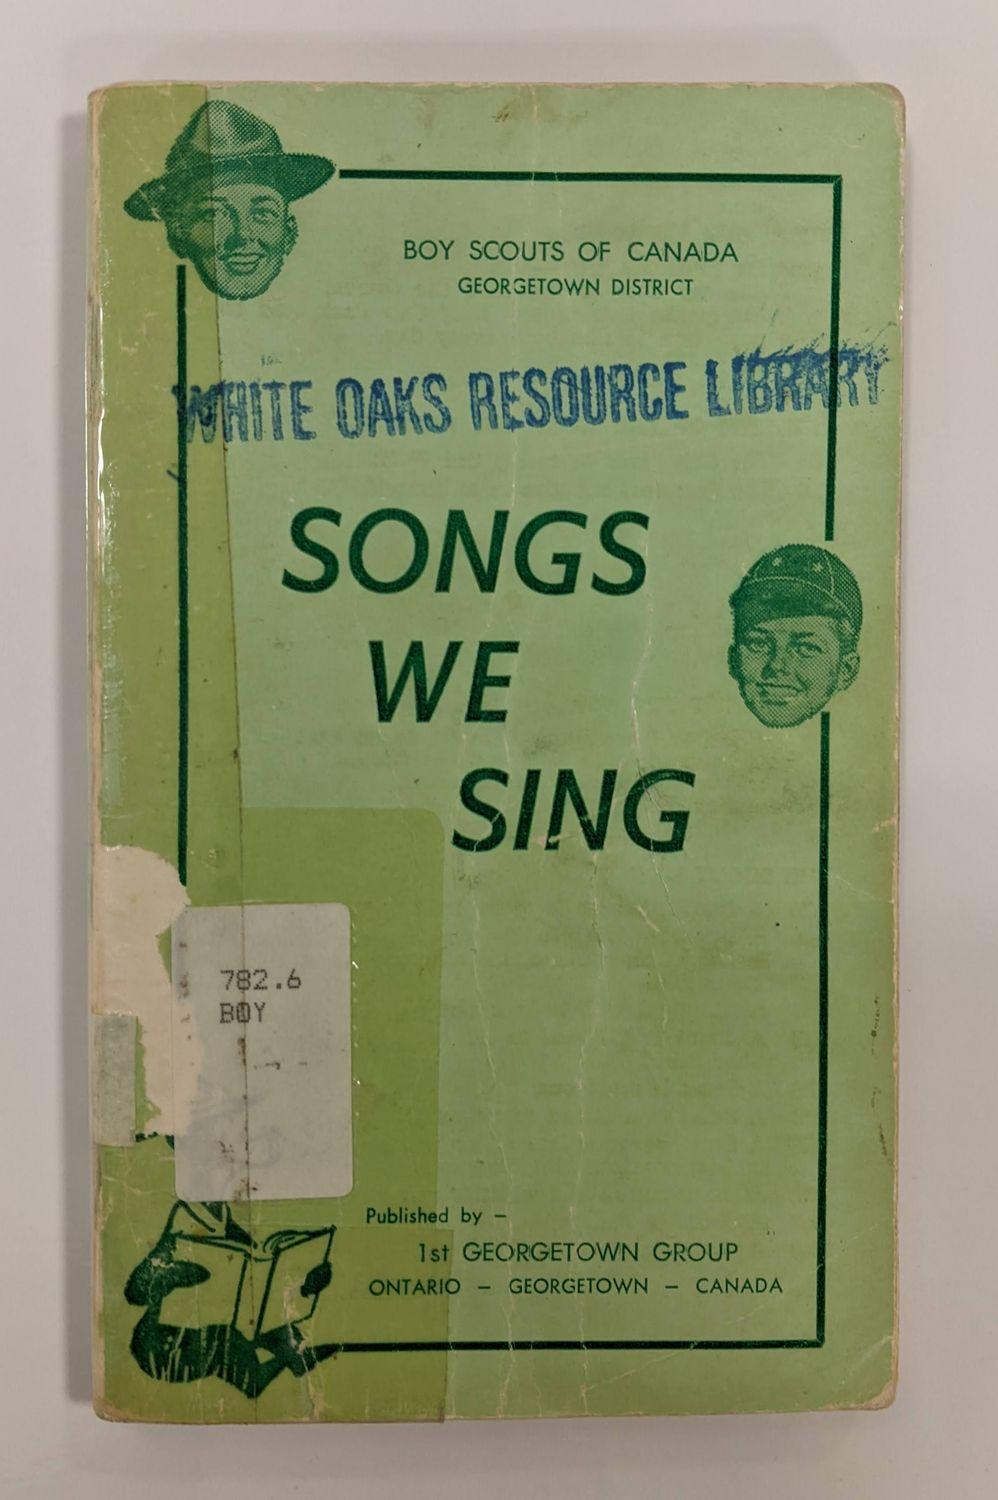 BOY SCOUTS OF CANADA
GEORGETOWN DISTRICT
WHITE OAKS RESOURCE LIBRARY
SONGS
WE
SING
782.6
BOY
Published by –
1st GEORGETOWN GROUP
ONTARIO – GEORGETOWN – CANADA